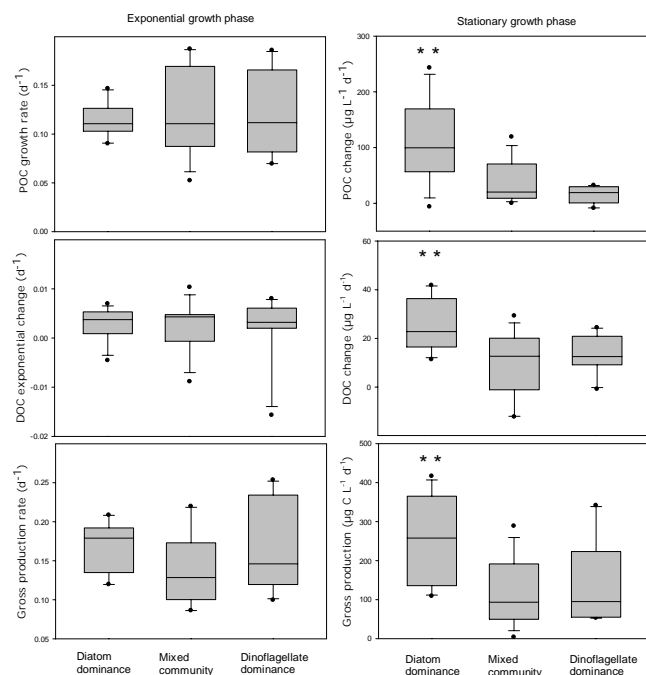 Exponential growth phase
Stationary growth phase
POC growth rate (d⁻¹)
0.15
0.10
0.05
0.00
POC change (µg L⁻¹ d⁻¹)
300
200
100
0
* *
DOC exponential change (d⁻¹)
0.01
0.00
-0.01
-0.02
DOC change (µg L⁻¹ d⁻¹)
60
40
20
0
* *
Gross production rate (d⁻¹)
0.25
0.20
0.15
0.10
0.05
Gross production (µg C L⁻¹ d⁻¹)
500
400
300
200
100
0
* *
Diatom
dominance
Mixed
community
Dinoflagellate
dominance
Diatom
dominance
Mixed
community
Dinoflagellate
dominance